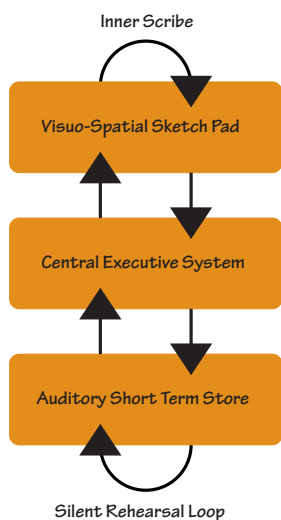 Inner Scribe
Visuo-Spatial Sketch Pad
Central Executive System
Auditory Short Term Store
Silent Rehearsal Loop